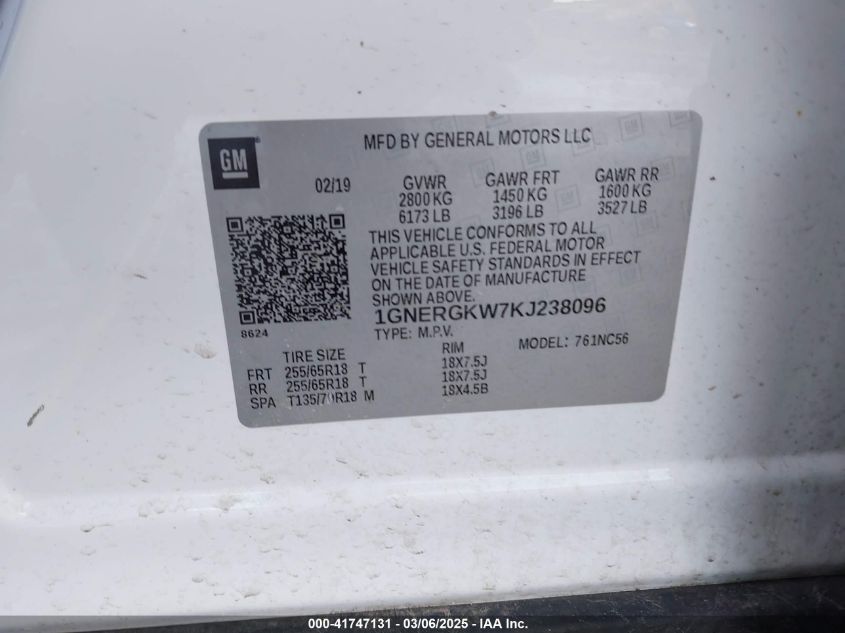 GM
MFD BY GENERAL MOTORS LLC
02/19
GVWR GAWR FRT GAWR RR
2800 KG 1450 KG 1600 KG
6173 LB 3196 LB 3527 LB
THIS VEHICLE CONFORMS TO ALL
APPLICABLE U.S. FEDERAL MOTOR
VEHICLE SAFETY STANDARDS IN EFFECT
ON THE DATE OF MANUFACTURE
SHOWN ABOVE.
1GNERGKW7KJ238096
8624
TYPE: M.P.V. MODEL: 761NC56
TIRE SIZE RIM
FRT 255/65R18 T 18X7.5J
RR 255/65R18 T 18X7.5J
SPA T135/70R18 M 18X4.5B
000-41747131 - 03/06/2025 - IAAI Inc.